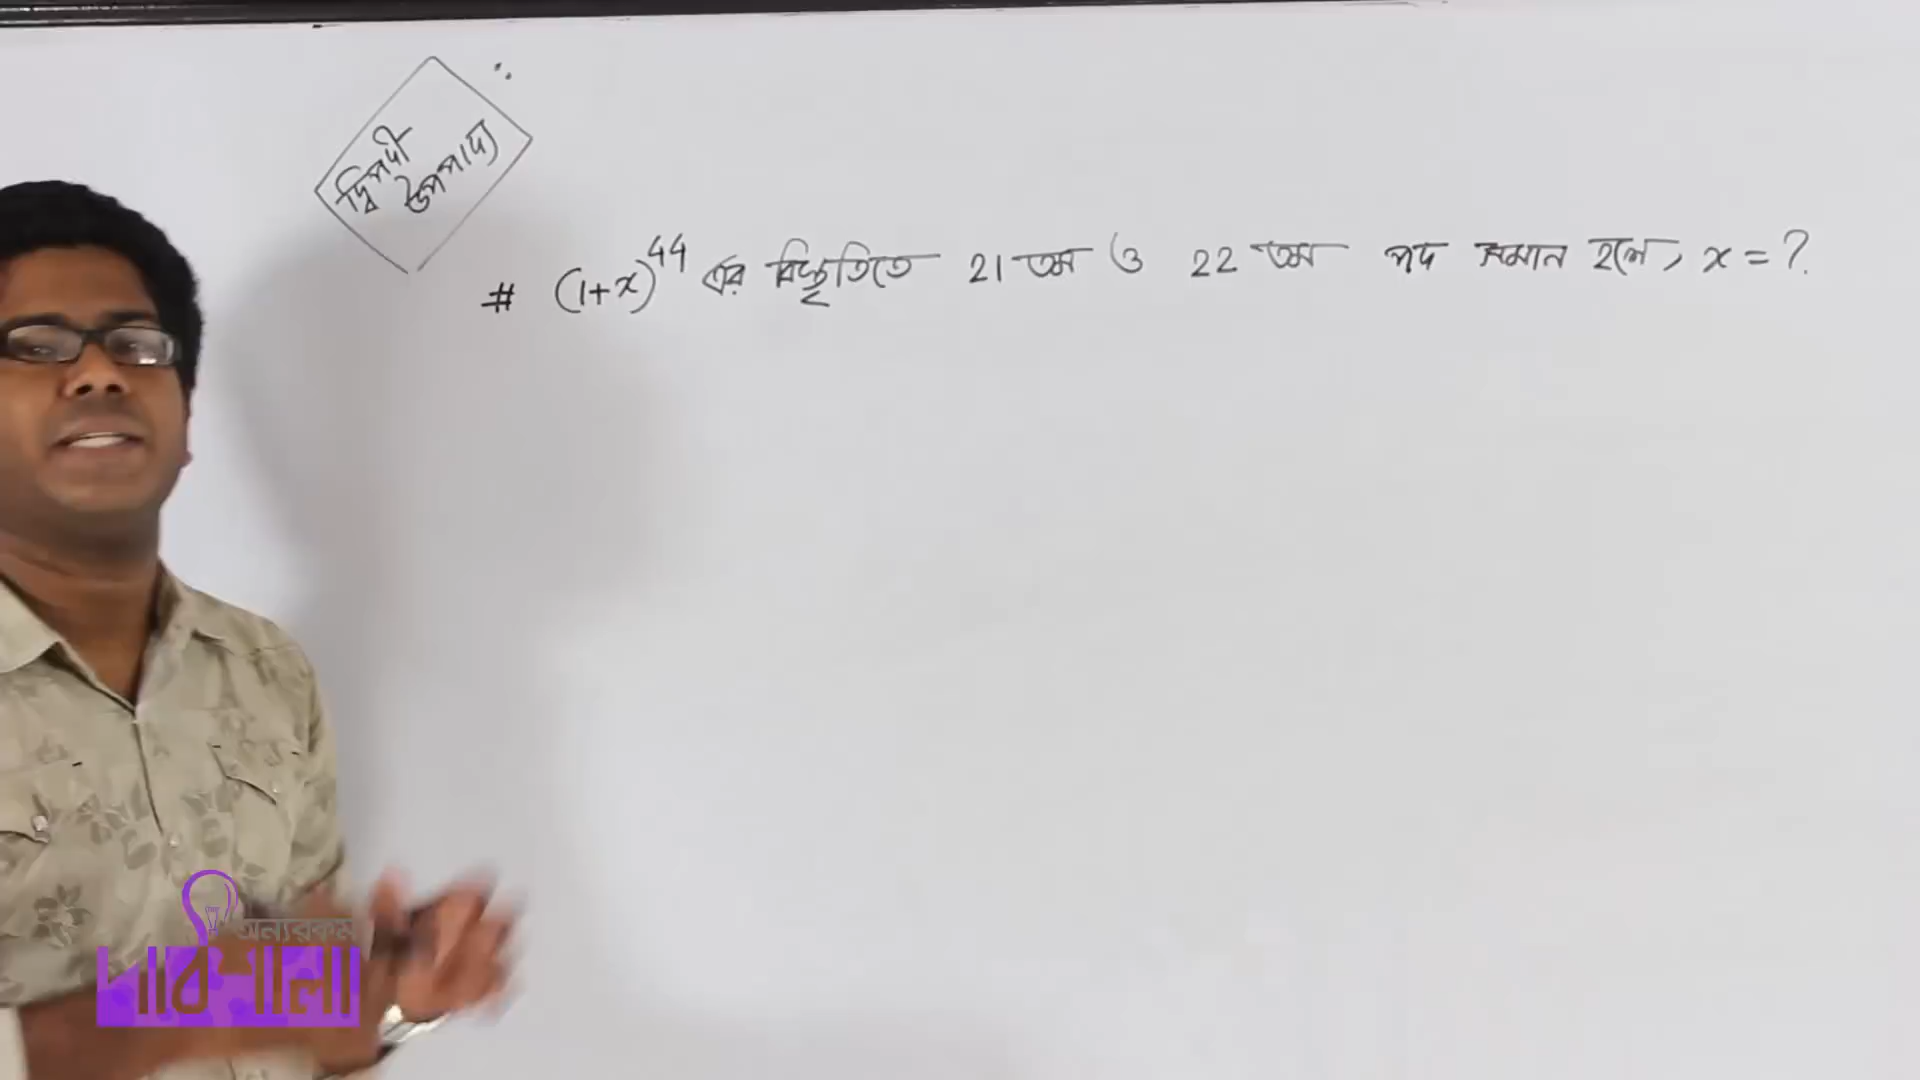 দ্বিপদী
উপপাদ্য
# (1+x)^44 এর বিস্তৃতিতে 21 তম ও 22 তম পদ সমান হলে, x = ?
অন্যরকম
পাঠশালা